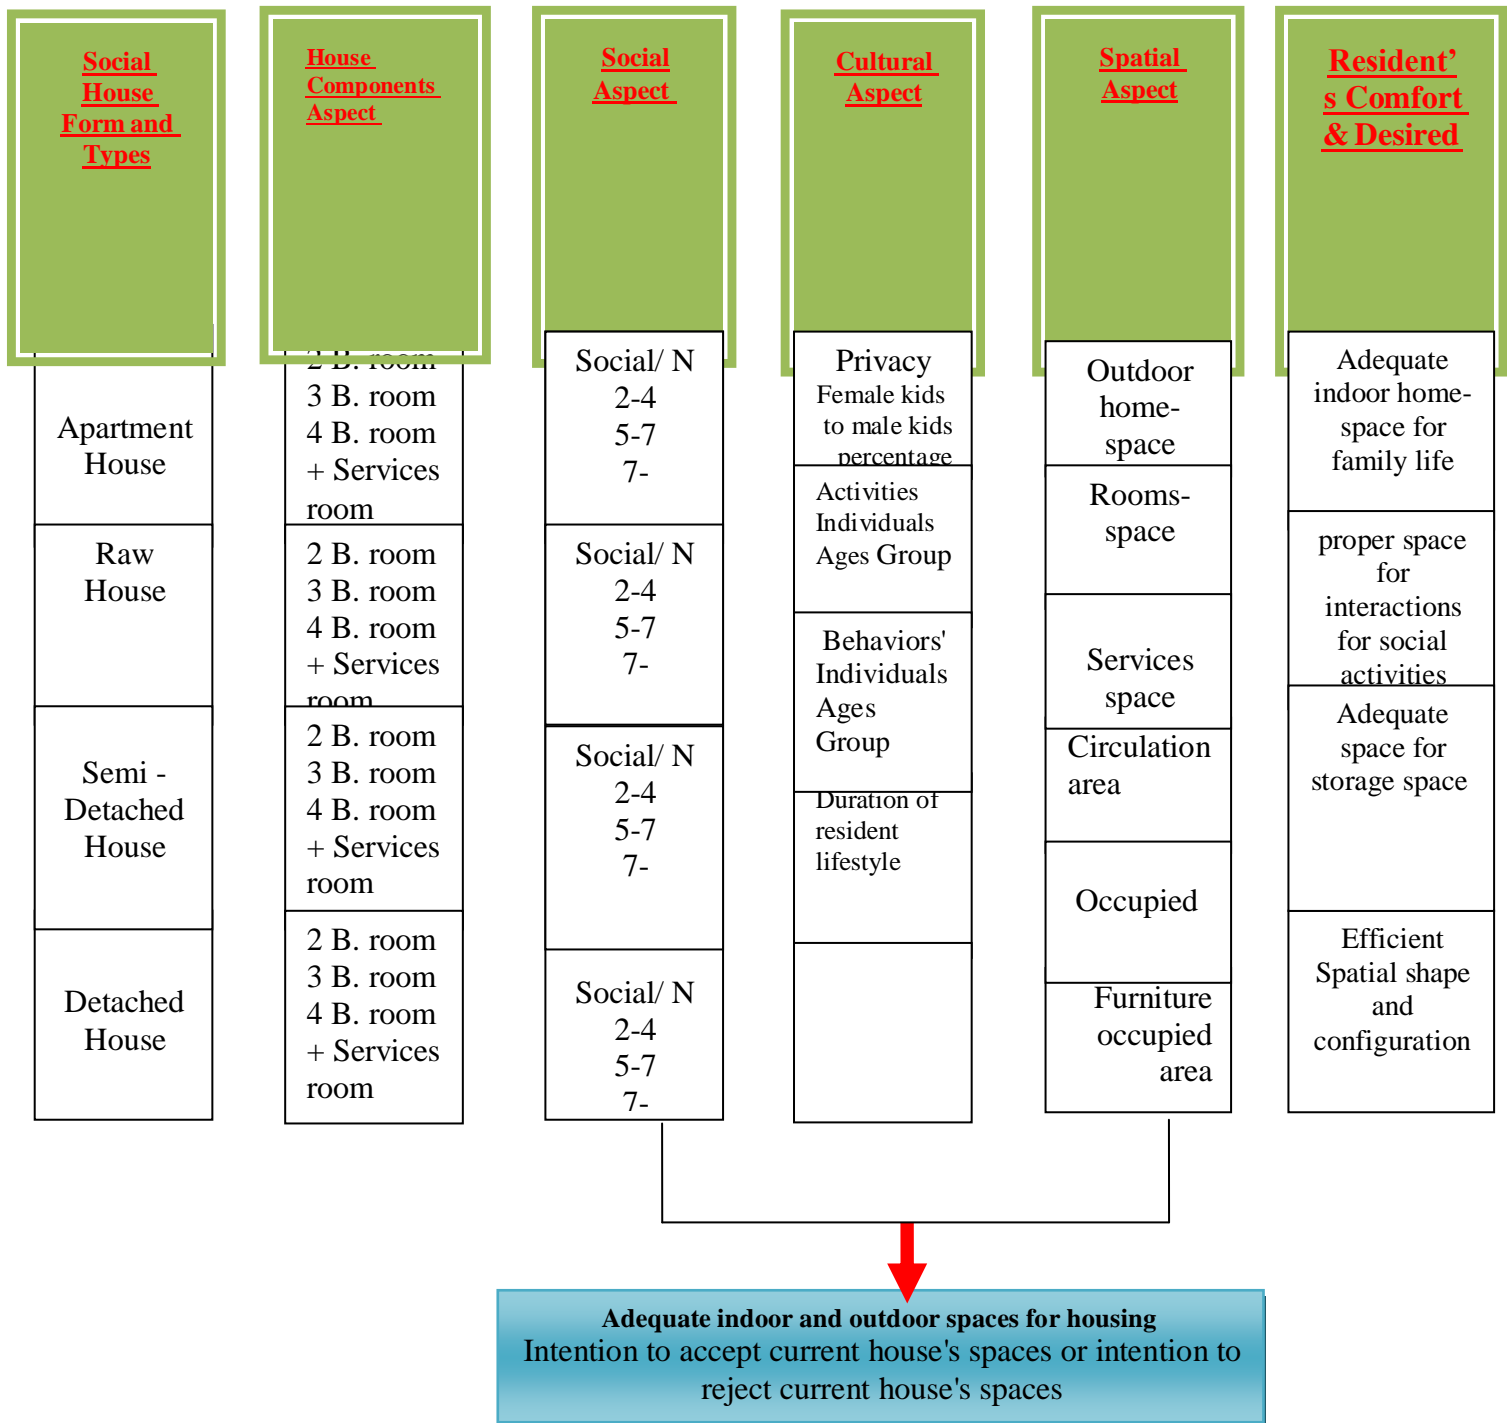 Social
House
Form and
Types
House
Components
Aspect
Social
Aspect
Cultural
Aspect
Spatial
Aspect
Resident’
s Comfort
& Desired
Apartment
House
Raw
House
Semi -
Detached
House
Detached
House
2 B. room
3 B. room
4 B. room
+ Services
room
2 B. room
3 B. room
4 B. room
+ Services
room
2 B. room
3 B. room
4 B. room
+ Services
room
2 B. room
3 B. room
4 B. room
+ Services
room
Social/ N
2-4
5-7
7-
Social/ N
2-4
5-7
7-
Social/ N
2-4
5-7
7-
Social/ N
2-4
5-7
7-
Privacy
Female kids
to male kids
percentage
Activities
Individuals
Ages Group
Behaviors'
Individuals
Ages
Group
Duration of
resident
lifestyle
Outdoor
home-
space
Rooms-
space
Services
space
Circulation
area
Occupied
Furniture
occupied
area
Adequate
indoor home-
space for
family life
proper space
for
interactions
for social
activities
Adequate
space for
storage space
Efficient
Spatial shape
and
configuration
Adequate indoor and outdoor spaces for housing
Intention to accept current house's spaces or intention to
reject current house's spaces